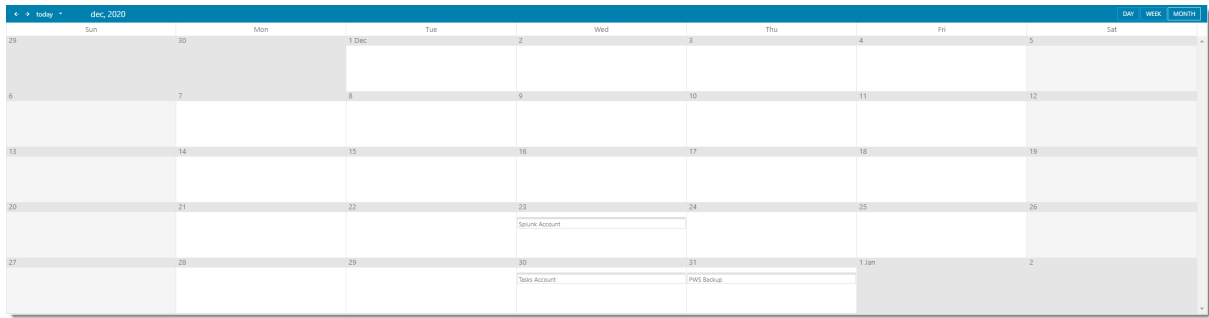 ← → today dec, 2020 DAY WEEK MONTH
Sun Mon Tue Wed Thu Fri Sat
29 30 1 Dec 2 3 4 5
6 7 8 9 10 11 12
13 14 15 16 17 18 19
20 21 22 23 24 25 26
Splunk Account
27 28 29 30 31 1 Jan 2
Tasks Account PWS Backup